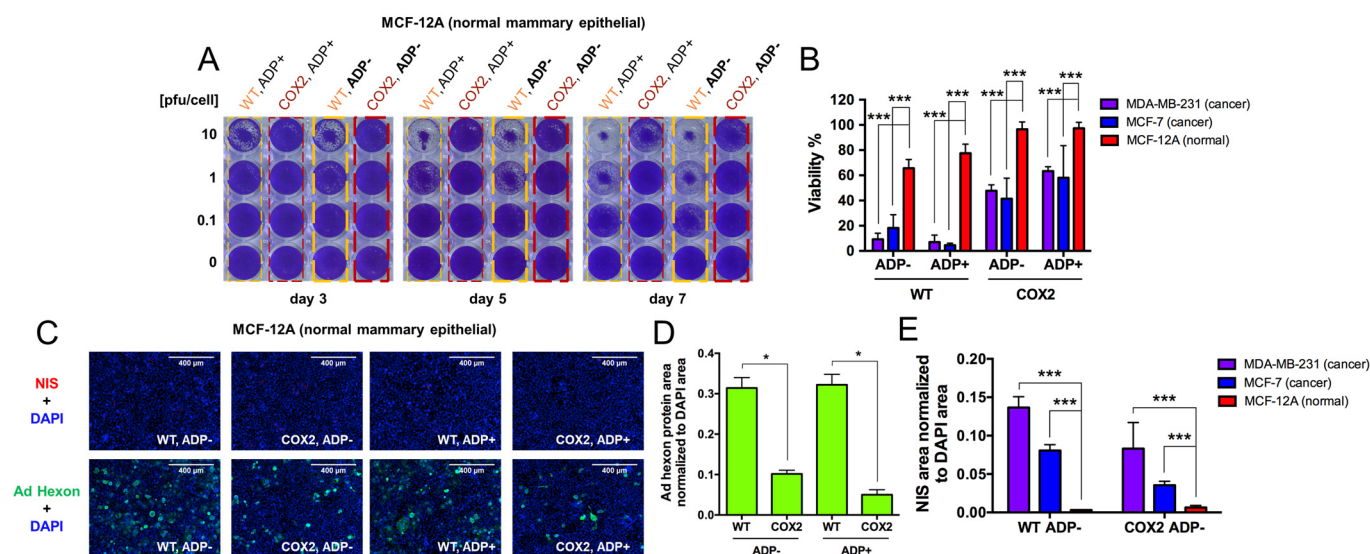 MCF-12A (normal mammary epithelial)
A
WT, ADP+
COX2, ADP+
WT, ADP-
COX2, ADP-
WT, ADP+
COX2, ADP+
WT, ADP-
COX2, ADP-
WT, ADP+
COX2, ADP+
WT, ADP-
COX2, ADP-
[pfu/cell]
10
1
0.1
0
day 3
day 5
day 7
B
Viability %
120
100
80
60
40
20
0
***
***
***
***
***
***
***
***
ADP-
ADP+
ADP-
ADP+
WT
COX2
MDA-MB-231 (cancer)
MCF-7 (cancer)
MCF-12A (normal)
C
MCF-12A (normal mammary epithelial)
NIS
+
DAPI
400 µm
WT, ADP-
400 µm
COX2, ADP-
400 µm
WT, ADP+
400 µm
COX2, ADP+
Ad Hexon
+
DAPI
400 µm
WT, ADP-
400 µm
COX2, ADP-
400 µm
WT, ADP+
400 µm
COX2, ADP+
D
Ad hexon protein area
normalized to DAPI area
0.4
0.3
0.2
0.1
0.0
*
*
WT
COX2
WT
COX2
ADP-
ADP+
E
NIS area normalized
to DAPI area
0.20
0.15
0.10
0.05
0.00
***
***
***
***
WT ADP-
COX2 ADP-
MDA-MB-231 (cancer)
MCF-7 (cancer)
MCF-12A (normal)